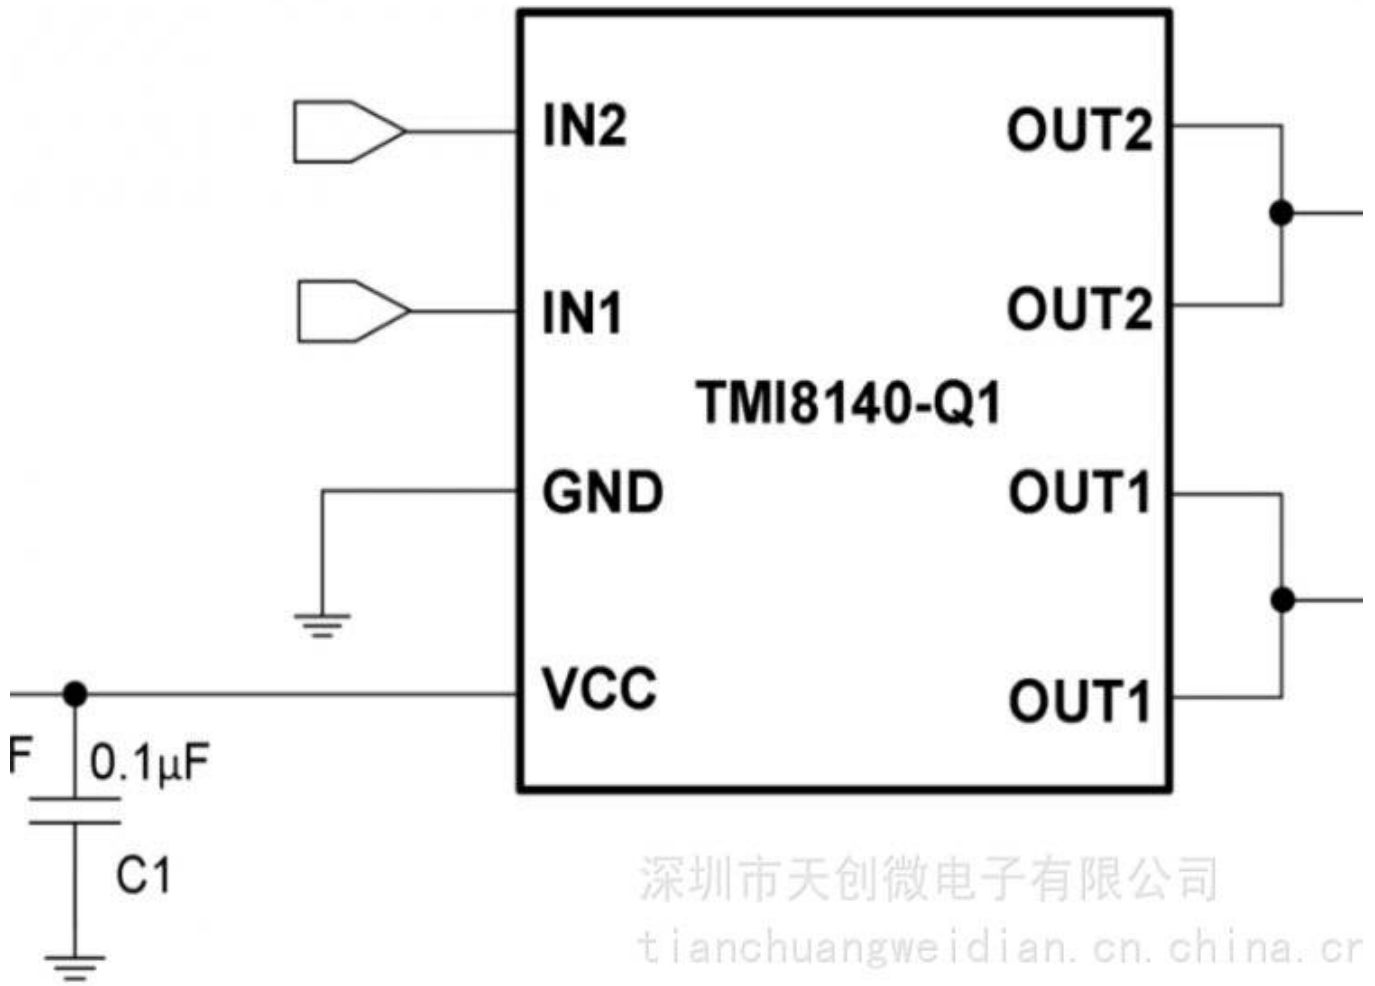 IN2
OUT2
IN1
OUT2
TMI8140-Q1
GND
OUT1
VCC
OUT1
F
0.1µF
C1
深圳市天创微电子有限公司
tianchuangweidian.cn.china.cr